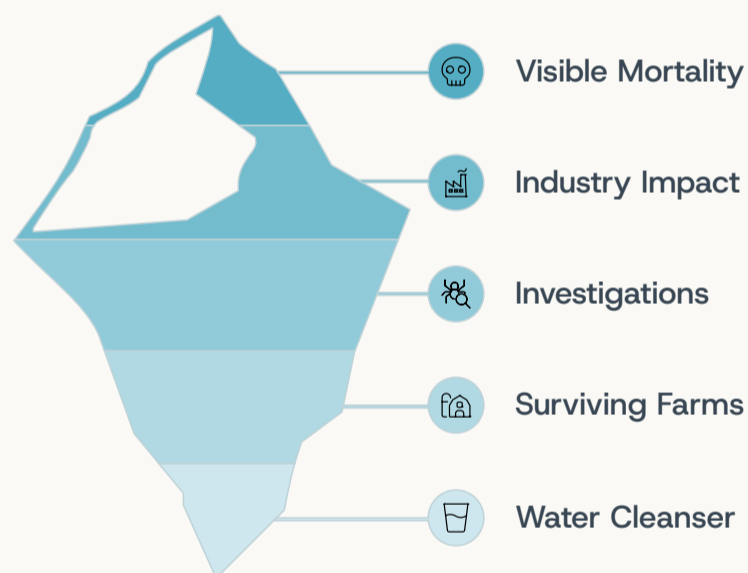 Visible Mortality
Industry Impact
Investigations
Surviving Farms
Water Cleanser